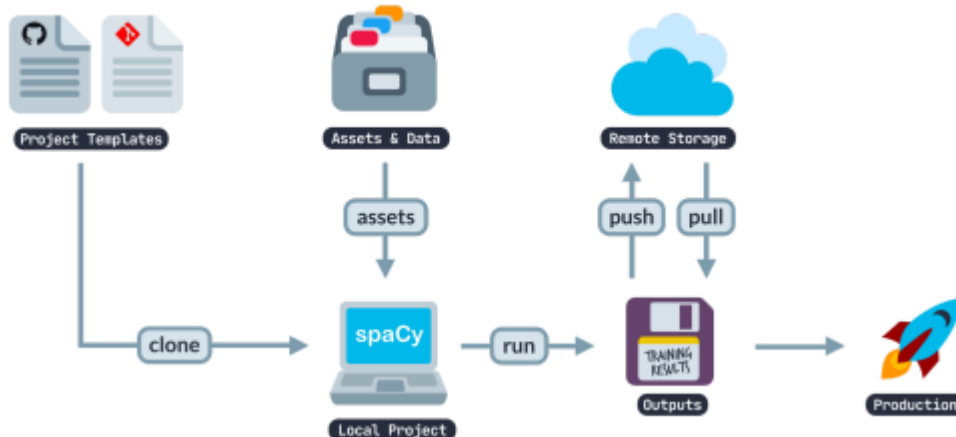 Project Templates
Assets & Data
Remote Storage
assets
push
pull
clone
spaCy
run
TRAINING
RESULTS
Local Project
Outputs
Production